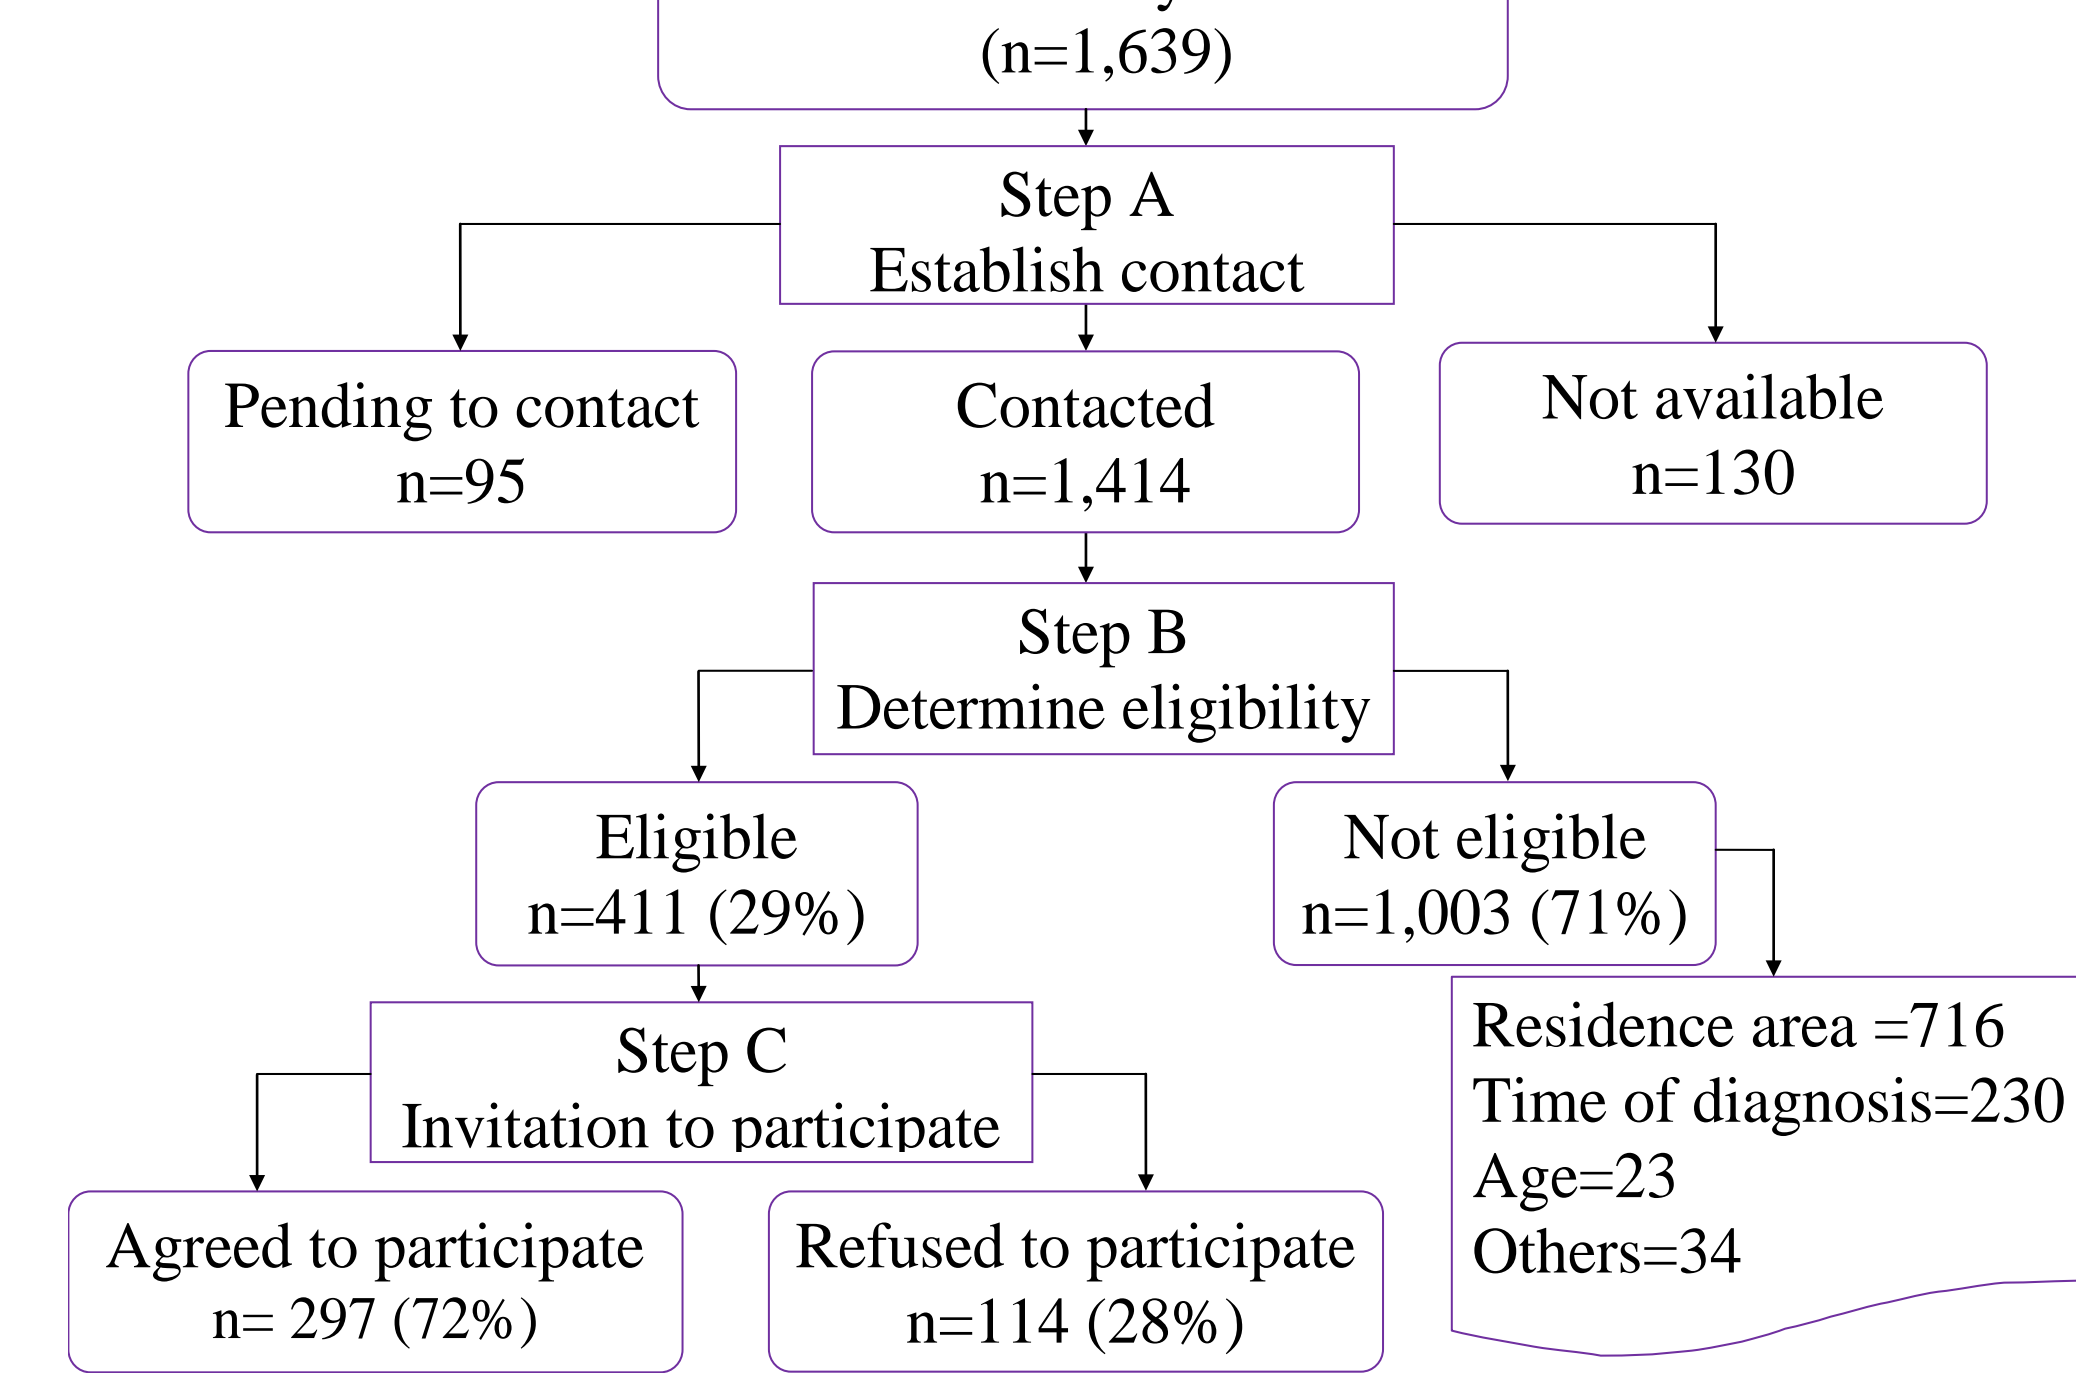 (n=1,639)
Step A
Establish contact
Pending to contact
n=95
Contacted
n=1,414
Not available
n=130
Step B
Determine eligibility
Eligible
n=411 (29%)
Not eligible
n=1,003 (71%)
Residence area =716
Time of diagnosis=230
Age=23
Others=34
Step C
Invitation to participate
Agreed to participate
n= 297 (72%)
Refused to participate
n=114 (28%)